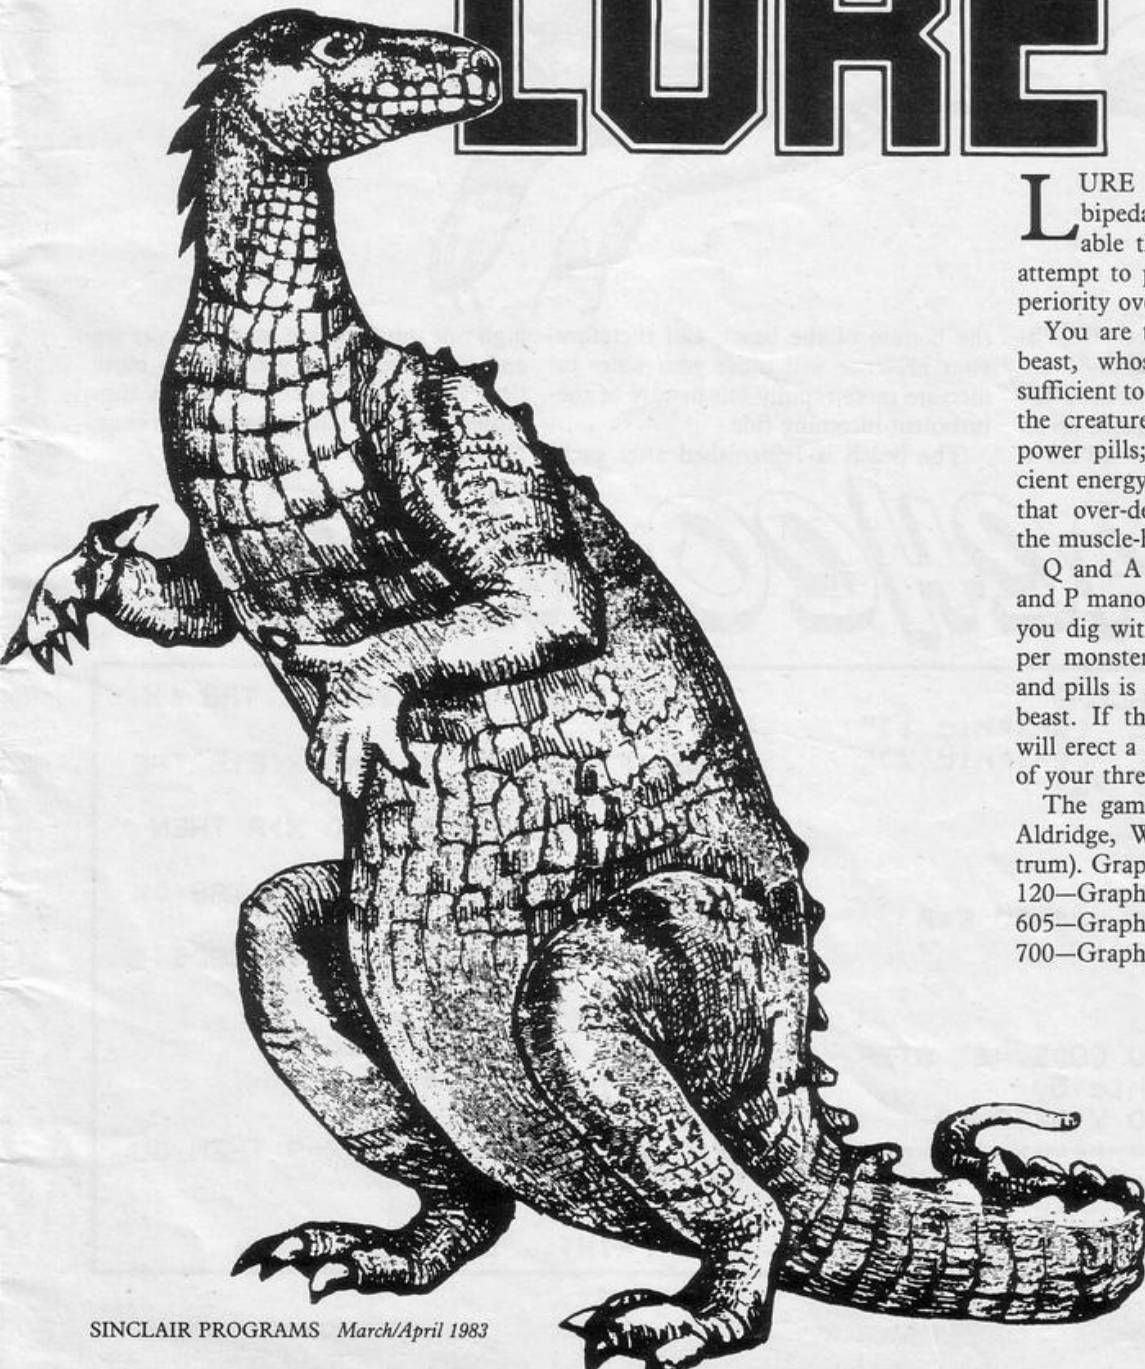 LURE
LURE
bipeda
able t
attempt to
periority ov
You are
beast, whos
sufficient to
the creature
power pills;
cient energy
that over-de
the muscle-l
Q and A
and P mano
you dig wit
per monster
and pills is
beast. If th
will erect a
of your thre
The gam
Aldridge, W
trum). Grap
120—Graph
605—Graph
700—Graph
SINCLAIR PROGRAMS March/April 1983